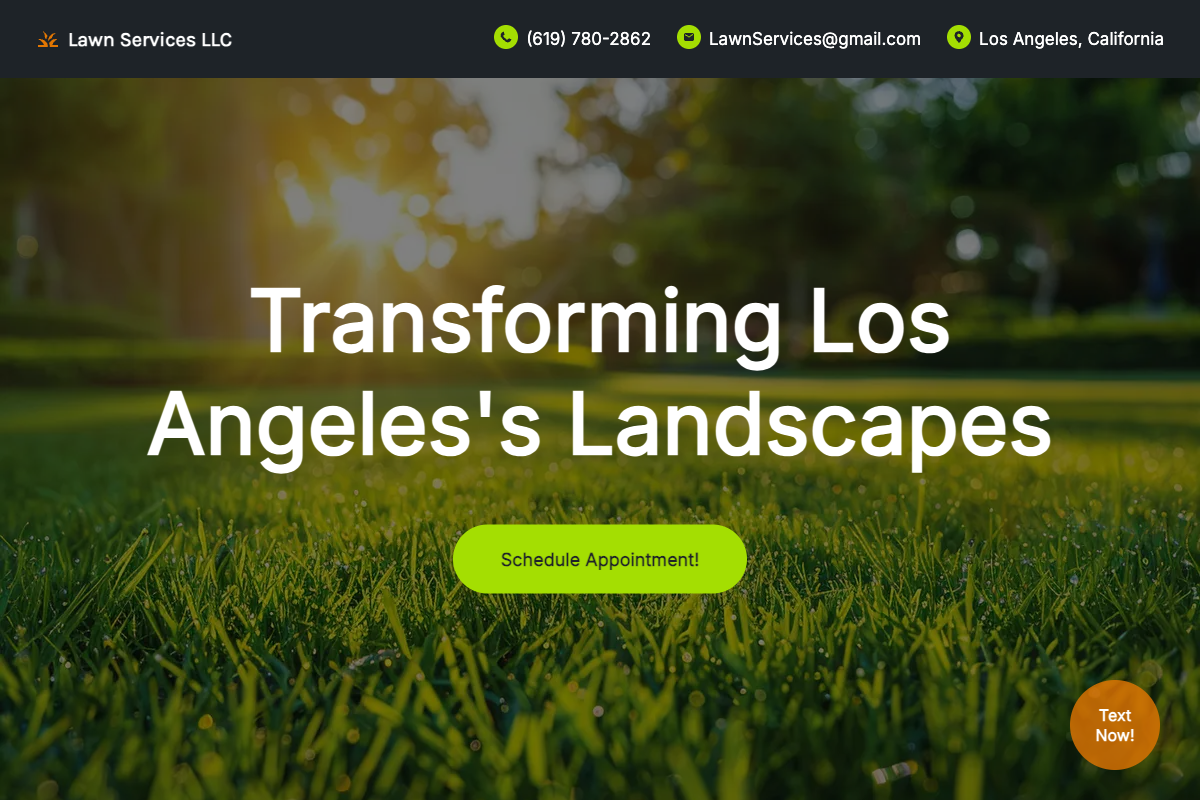 Lawn Services LLC
(619) 780-2862
LawnServices@gmail.com
Los Angeles, California
Transforming Los
Angeles's Landscapes
Schedule Appointment!
Text
Now!